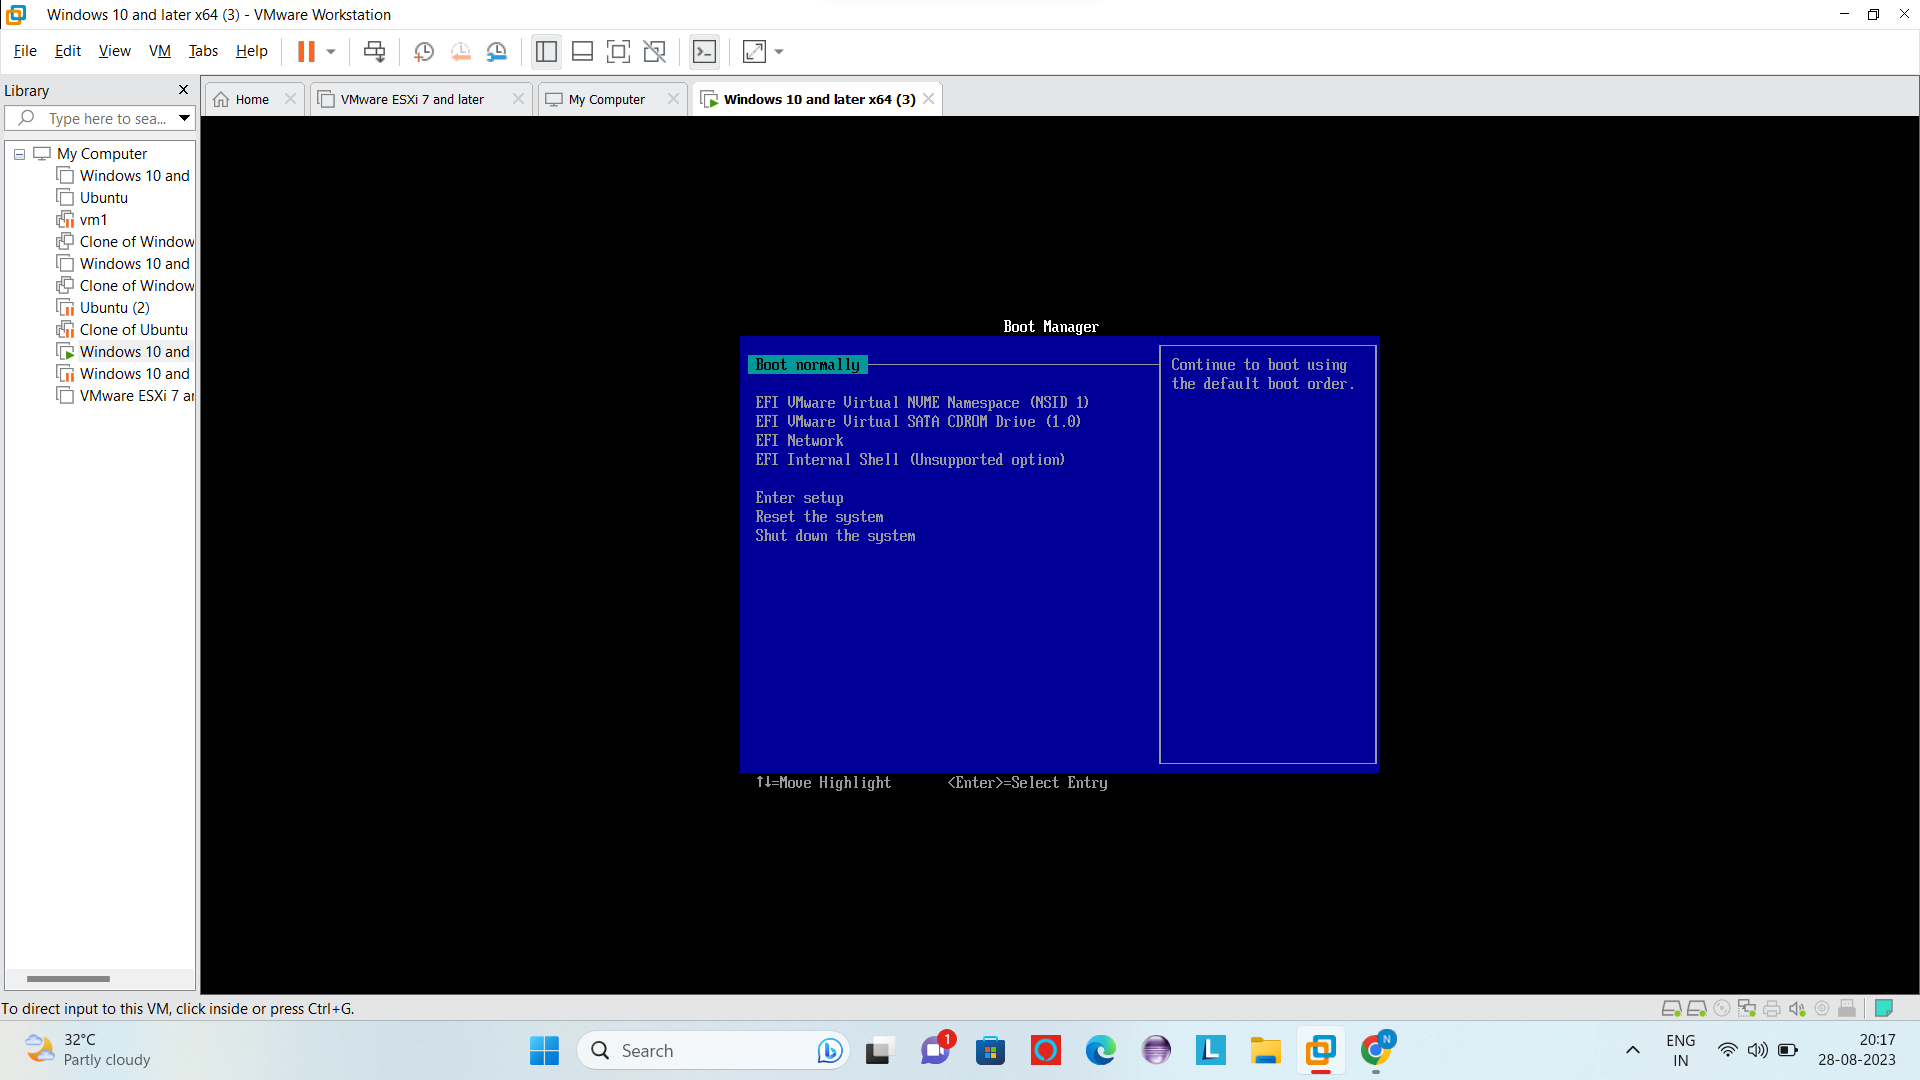 Windows 10 and later x64 (3) - VMware Workstation
File Edit View VM Tabs Help
Library
Type here to sea...
Home
VMware ESXi 7 and later
My Computer
Windows 10 and later x64 (3)
My Computer
Windows 10 and
Ubuntu
vm1
Clone of Window
Windows 10 and
Clone of Window
Ubuntu (2)
Clone of Ubuntu
Windows 10 and
Windows 10 and
VMware ESXi 7 ar
Boot Manager
Boot normally
EFI VMware Virtual NVME Namespace (NSID 1)
EFI VMware Virtual SATA CDROM Drive (1.0)
EFI Network
EFI Internal Shell (Unsupported option)
Enter setup
Reset the system
Shut down the system
Continue to boot using
the default boot order.
↑↓=Move Highlight <Enter>=Select Entry
To direct input to this VM, click inside or press Ctrl+G.
32°C
Partly cloudy
Search
1
L
N
ENG
IN
20:17
28-08-2023